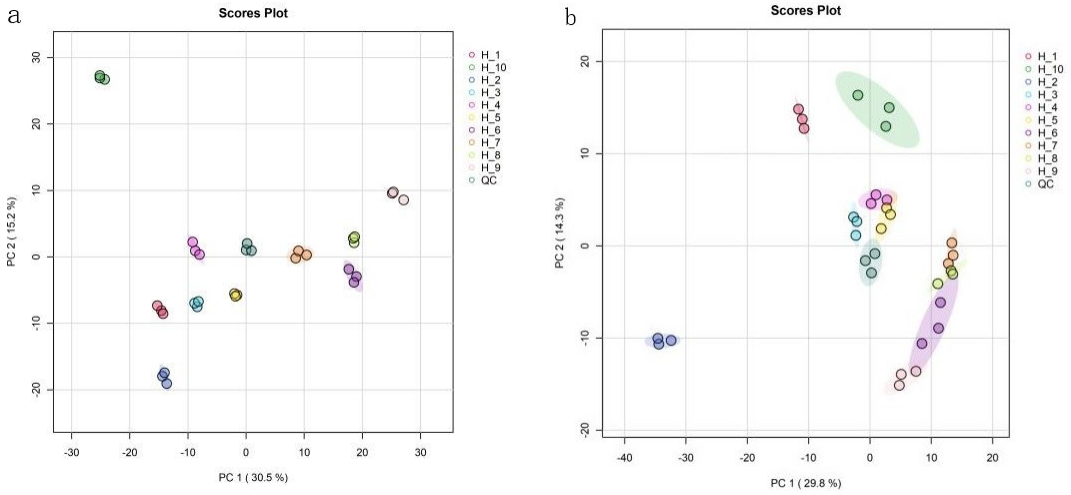 a
Scores Plot
30
20
10
0
-10
-20
PC 2 ( 15.2 %)
-30
-20
-10
0
10
20
30
PC 1 ( 30.5 %)
H_1
H_10
H_2
H_3
H_4
H_5
H_6
H_7
H_8
H_9
QC
b
Scores Plot
20
10
0
-10
-20
PC 2 ( 14.3 %)
-40
-30
-20
-10
0
10
20
PC 1 ( 29.8 %)
H_1
H_10
H_2
H_3
H_4
H_5
H_6
H_7
H_8
H_9
QC